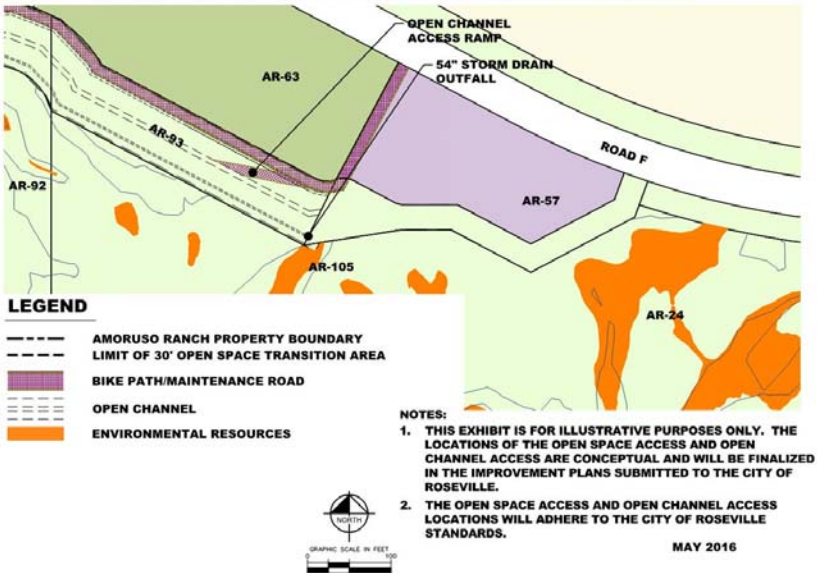 OPEN CHANNEL
ACCESS RAMP
54" STORM DRAIN
OUTFALL
AR-63
ROAD F
AR-93
AR-92
AR-57
AR-105
AR-24
LEGEND
AMORUSO RANCH PROPERTY BOUNDARY
LIMIT OF 30' OPEN SPACE TRANSITION AREA
BIKE PATH/MAINTENANCE ROAD
OPEN CHANNEL
ENVIRONMENTAL RESOURCES
NOTES:
1. THIS EXHIBIT IS FOR ILLUSTRATIVE PURPOSES ONLY. THE
LOCATIONS OF THE OPEN SPACE ACCESS AND OPEN
CHANNEL ACCESS ARE CONCEPTUAL AND WILL BE FINALIZED
IN THE IMPROVEMENT PLANS SUBMITTED TO THE CITY OF
ROSEVILLE.
2. THE OPEN SPACE ACCESS AND OPEN CHANNEL ACCESS
LOCATIONS WILL ADHERE TO THE CITY OF ROSEVILLE
STANDARDS.
MAY 2016
NORTH
GRAPHIC SCALE IN FEET
0 100